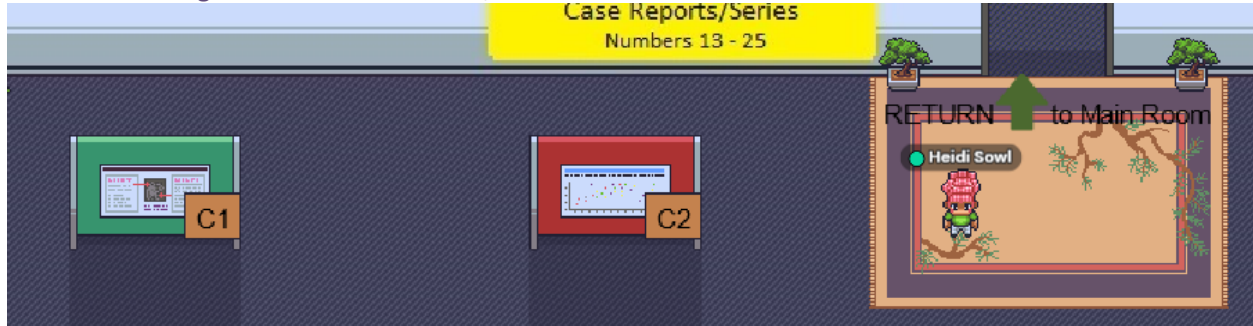 Case Reports/Series
Numbers 13 - 25
RETURN to Main Room
Heidi Sowl
C1
C2